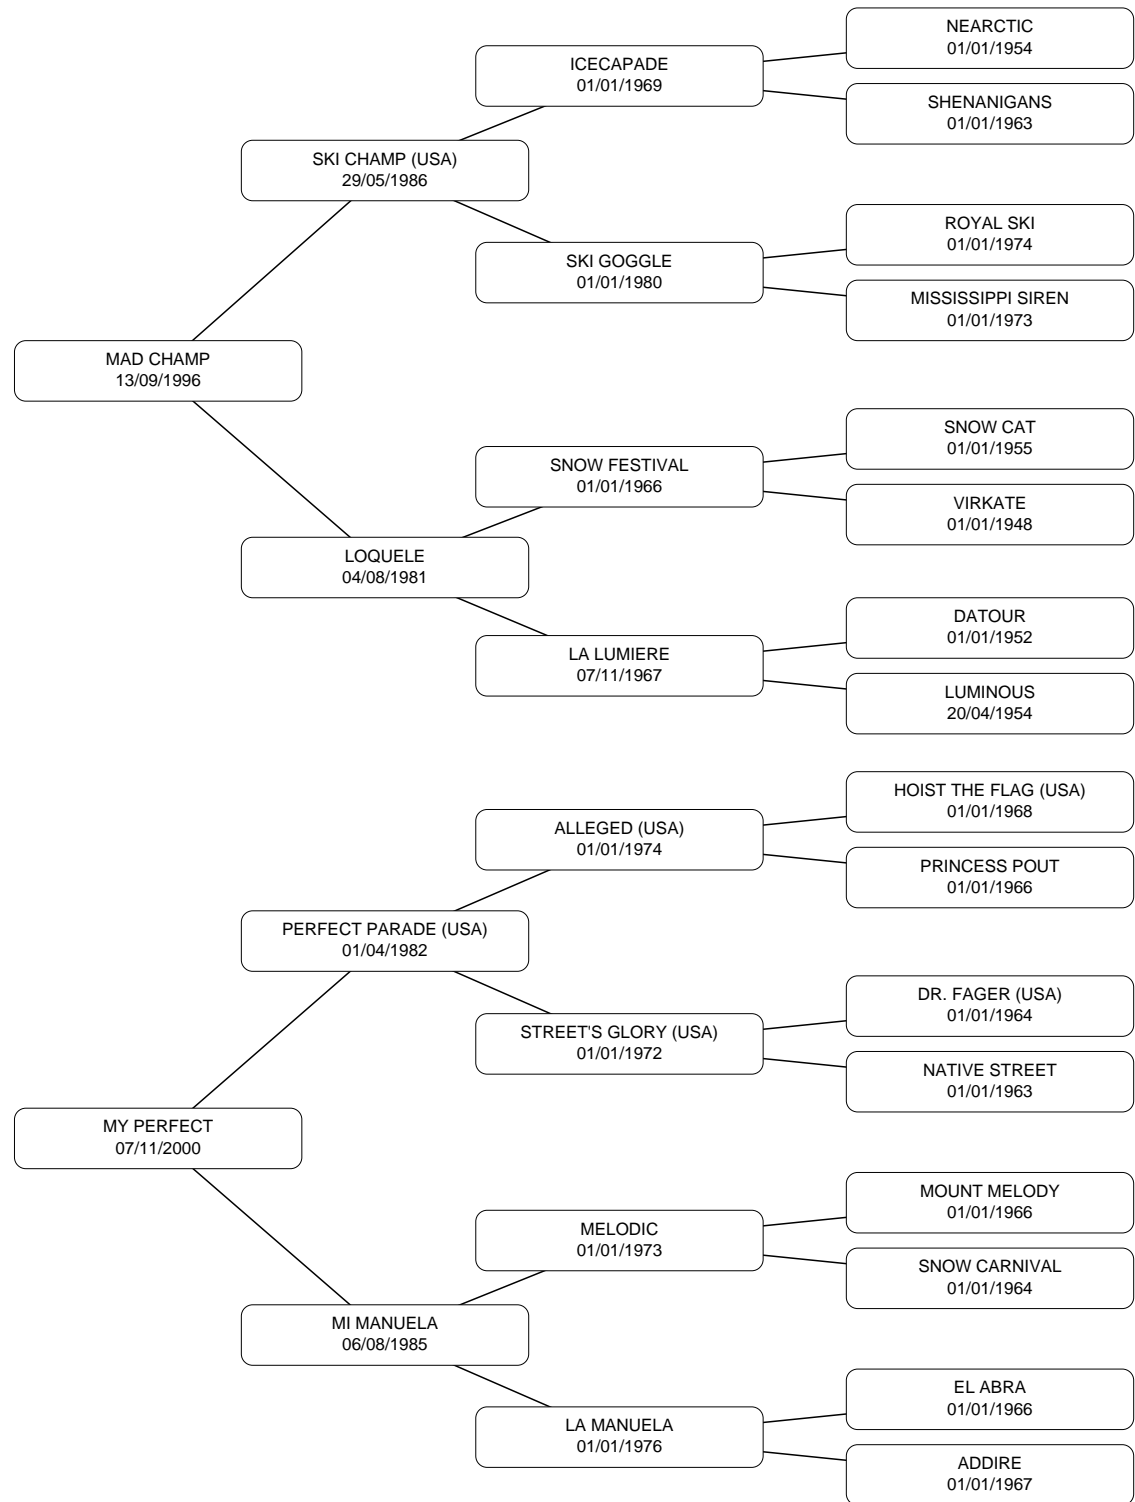 NEARCTIC
01/01/1954
ICECAPADE
01/01/1969
SHENANIGANS
01/01/1963
SKI CHAMP (USA)
29/05/1986
ROYAL SKI
01/01/1974
SKI GOGGLE
01/01/1980
MISSISSIPPI SIREN
01/01/1973
MAD CHAMP
13/09/1996
SNOW CAT
01/01/1955
SNOW FESTIVAL
01/01/1966
VIRKATE
01/01/1948
LOQUELE
04/08/1981
DATOUR
01/01/1952
LA LUMIERE
07/11/1967
LUMINOUS
20/04/1954
HOIST THE FLAG (USA)
01/01/1968
ALLEGED (USA)
01/01/1974
PRINCESS POUT
01/01/1966
PERFECT PARADE (USA)
01/04/1982
DR. FAGER (USA)
01/01/1964
STREET'S GLORY (USA)
01/01/1972
NATIVE STREET
01/01/1963
MY PERFECT
07/11/2000
MOUNT MELODY
01/01/1966
MELODIC
01/01/1973
SNOW CARNIVAL
01/01/1964
MI MANUELA
06/08/1985
EL ABRA
01/01/1966
LA MANUELA
01/01/1976
ADDIRE
01/01/1967